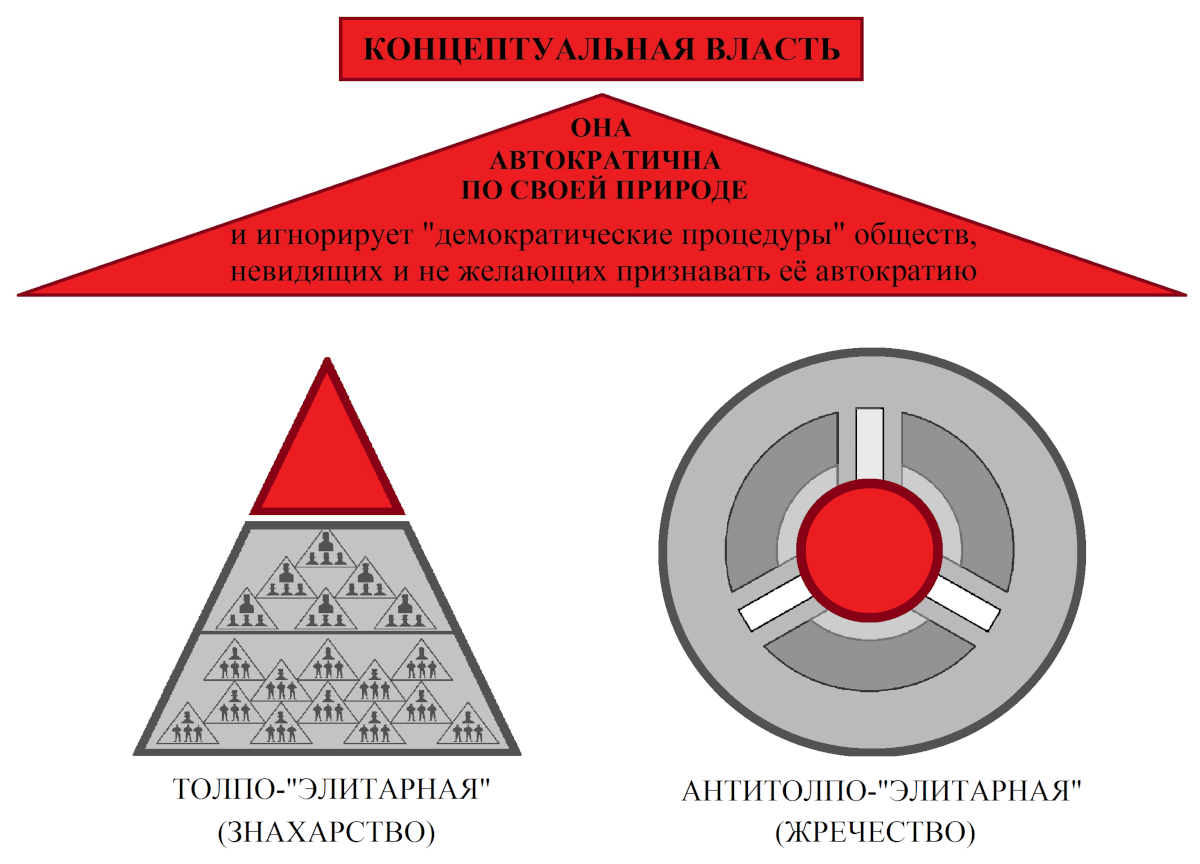 КОНЦЕПТУАЛЬНАЯ ВЛАСТЬ
ОНА
АВТОКРАТИЧНА
ПО СВОЕЙ ПРИРОДЕ
и игнорирует "демократические процедуры" обществ,
невидящих и не желающих признавать её автократию
ТОЛПО-"ЭЛИТАРНАЯ"
(ЗНАХАРСТВО)
АНТИТОЛПО-"ЭЛИТАРНАЯ"
(ЖРЕЧЕСТВО)